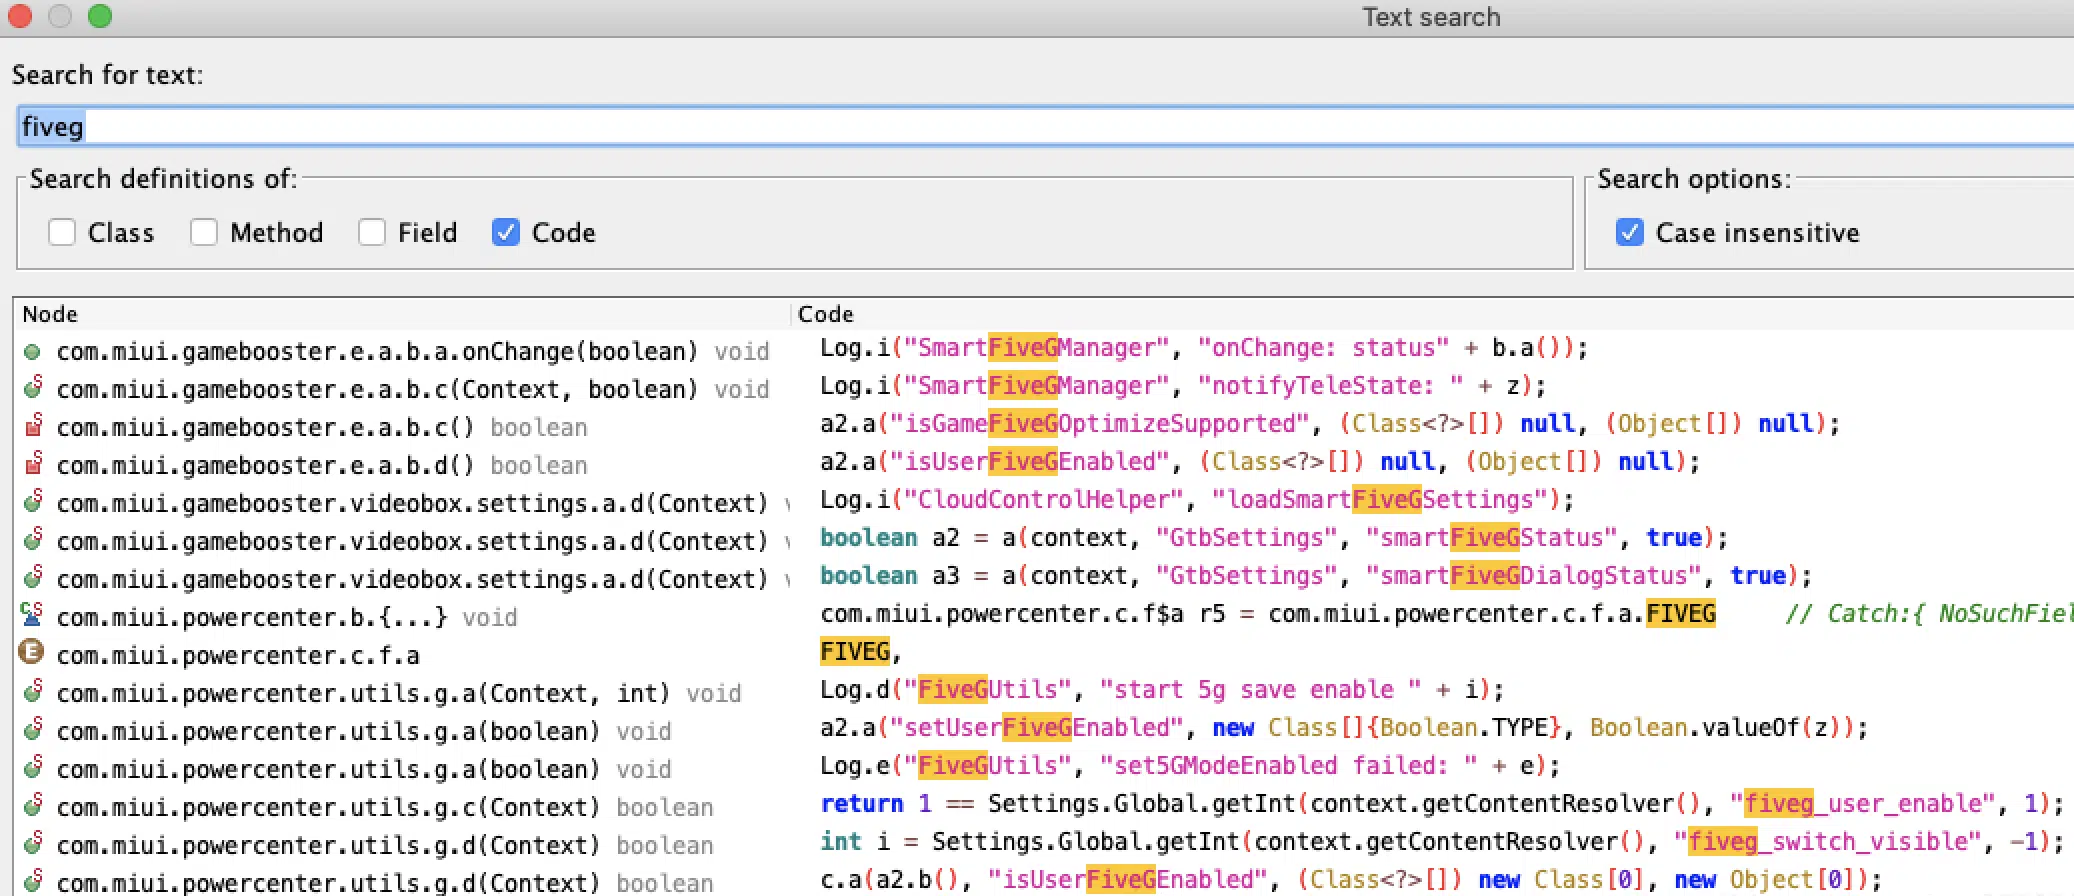 Text search
Search for text:
fiveg
Search definitions of: Search options:
Class Method Field Code Case insensitive
Node Code
com.miui.gamebooster.e.a.b.a.onChange(boolean) void Log.i("SmartFiveGManager", "onChange: status" + b.a());
com.miui.gamebooster.e.a.b.c(Context, boolean) void Log.i("SmartFiveGManager", "notifyTeleState: " + z);
com.miui.gamebooster.e.a.b.c() boolean a2.a("isGameFiveGOptimizeSupported", (Class<?>[]) null, (Object[]) null);
com.miui.gamebooster.e.a.b.d() boolean a2.a("isUserFiveGEnabled", (Class<?>[]) null, (Object[]) null);
com.miui.gamebooster.videobox.settings.a.d(Context) Log.i("CloudControlHelper", "loadSmartFiveGSettings");
com.miui.gamebooster.videobox.settings.a.d(Context) boolean a2 = a(context, "GtbSettings", "smartFiveGStatus", true);
com.miui.gamebooster.videobox.settings.a.d(Context) boolean a3 = a(context, "GtbSettings", "smartFiveGDialogStatus", true);
com.miui.powercenter.b.{...} void com.miui.powercenter.c.f$a r5 = com.miui.powercenter.c.f.a.FIVEG // Catch:{ NoSuchFiel
com.miui.powercenter.c.f.a FIVEG,
com.miui.powercenter.utils.g.a(Context, int) void Log.d("FiveGUtils", "start 5g save enable " + i);
com.miui.powercenter.utils.g.a(boolean) void a2.a("setUserFiveGEnabled", new Class[]{Boolean.TYPE}, Boolean.valueOf(z));
com.miui.powercenter.utils.g.a(boolean) void Log.e("FiveGUtils", "set5GModeEnabled failed: " + e);
com.miui.powercenter.utils.g.c(Context) boolean return 1 == Settings.Global.getInt(context.getContentResolver(), "fiveg_user_enable", 1);
com.miui.powercenter.utils.g.d(Context) boolean int i = Settings.Global.getInt(context.getContentResolver(), "fiveg_switch_visible", -1);
com.miui.powercenter.utils.g.d(Context) boolean c.a(a2.b(), "isUserFiveGEnabled", (Class<?>[]) new Class[0], new Object[0]);